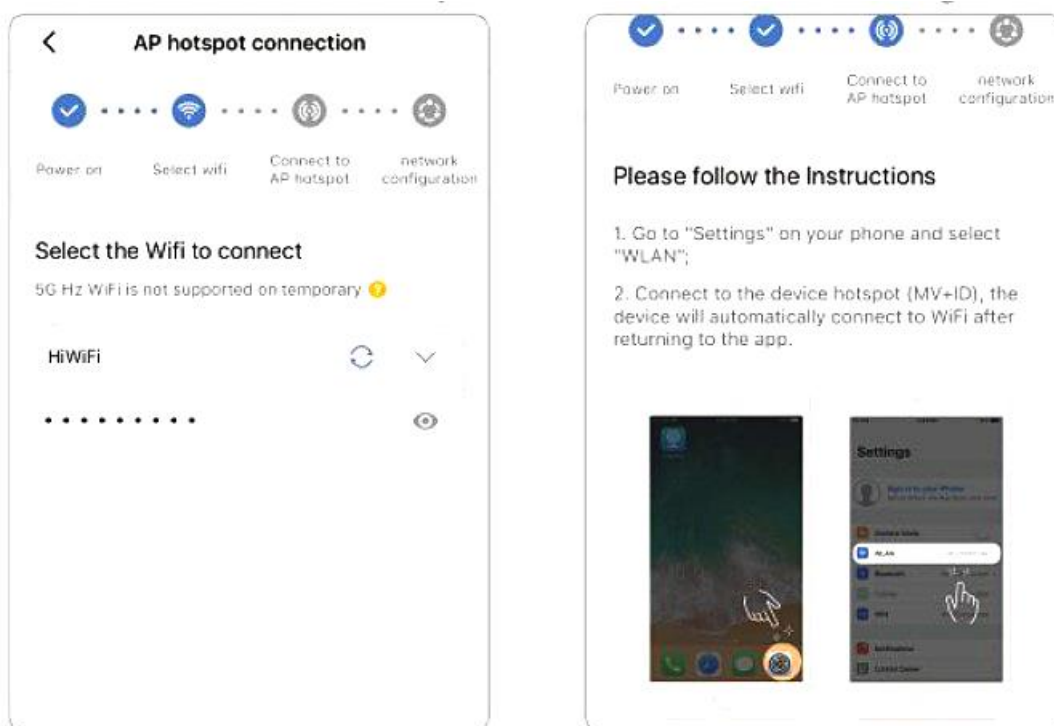 AP hotspot connection
Power on
Select wifi
Connect to
AP hotspot
network
configuration
Select the Wifi to connect
5G Hz WiFi is not supported on temporary
HiWiFi
Power on
Select wifi
Connect to
AP hotspot
network
configuration
Please follow the Instructions
1. Go to "Settings" on your phone and select
"WLAN";
2. Connect to the device hotspot (MV+ID), the
device will automatically connect to WiFi after
returning to the app.
Settings
WLAN
Bluetooth